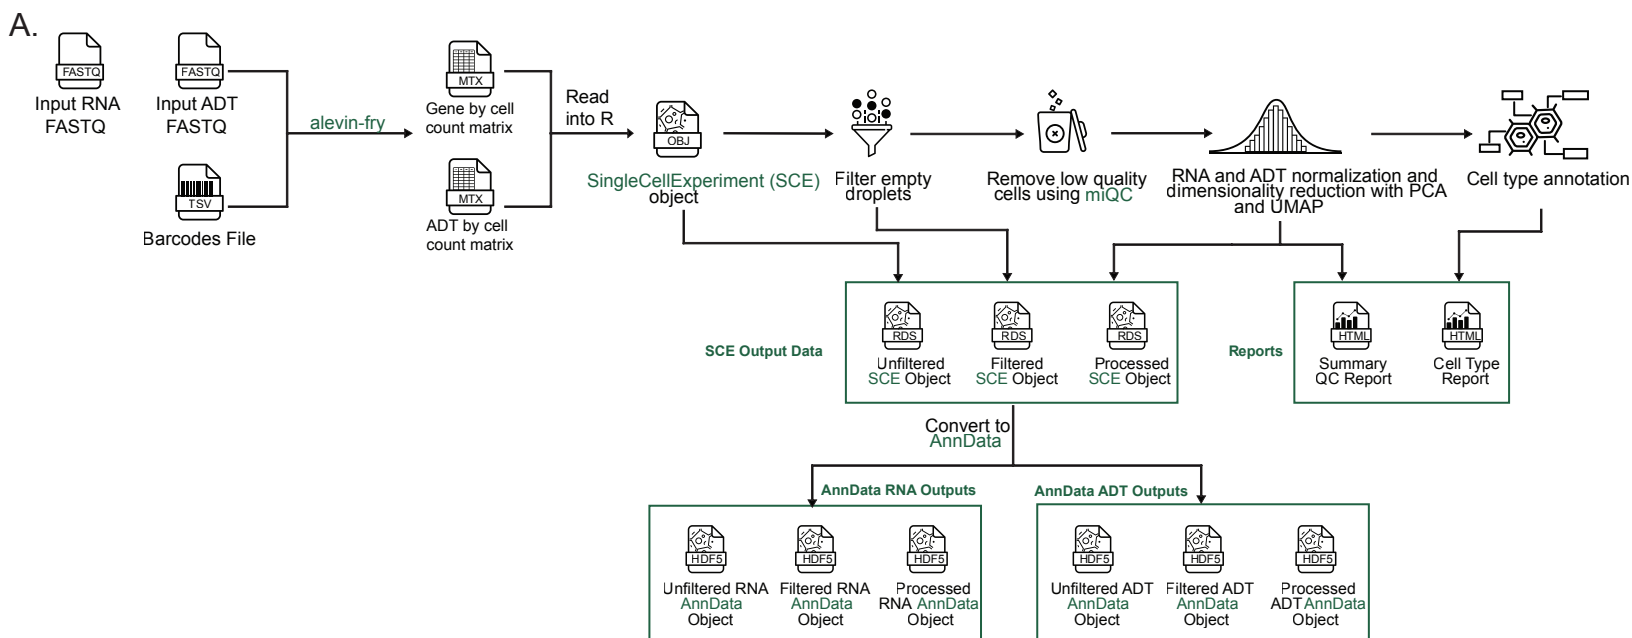 A.
FASTQ
Input RNA
FASTQ
FASTQ
Input ADT
FASTQ
TSV
Barcodes File
alevin-fry
MTX
Gene by cell
count matrix
MTX
ADT by cell
count matrix
Read
into R
OBJ
SingleCellExperiment (SCE)
object
Filter empty
droplets
Remove low quality
cells using miQC
RNA and ADT normalization and
dimensionality reduction with PCA
and UMAP
Cell type annotation
SCE Output Data
RDS
Unfiltered
SCE Object
RDS
Filtered
SCE Object
RDS
Processed
SCE Object
Reports
HTML
Summary
QC Report
HTML
Cell Type
Report
Convert to
AnnData
AnnData RNA Outputs
HDF5
Unfiltered RNA
AnnData
Object
HDF5
Filtered RNA
AnnData
Object
HDF5
Processed
RNA AnnData
Object
AnnData ADT Outputs
HDF5
Unfiltered ADT
AnnData
Object
HDF5
Filtered ADT
AnnData
Object
HDF5
Processed
ADT AnnData
Object